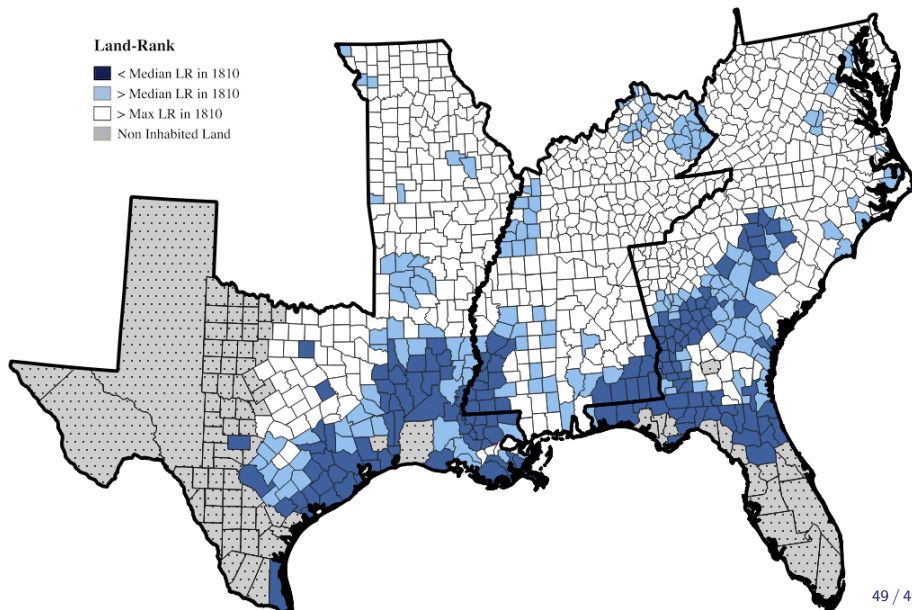 Land-Rank
< Median LR in 1810
> Median LR in 1810
> Max LR in 1810
Non Inhabited Land
49 / 4